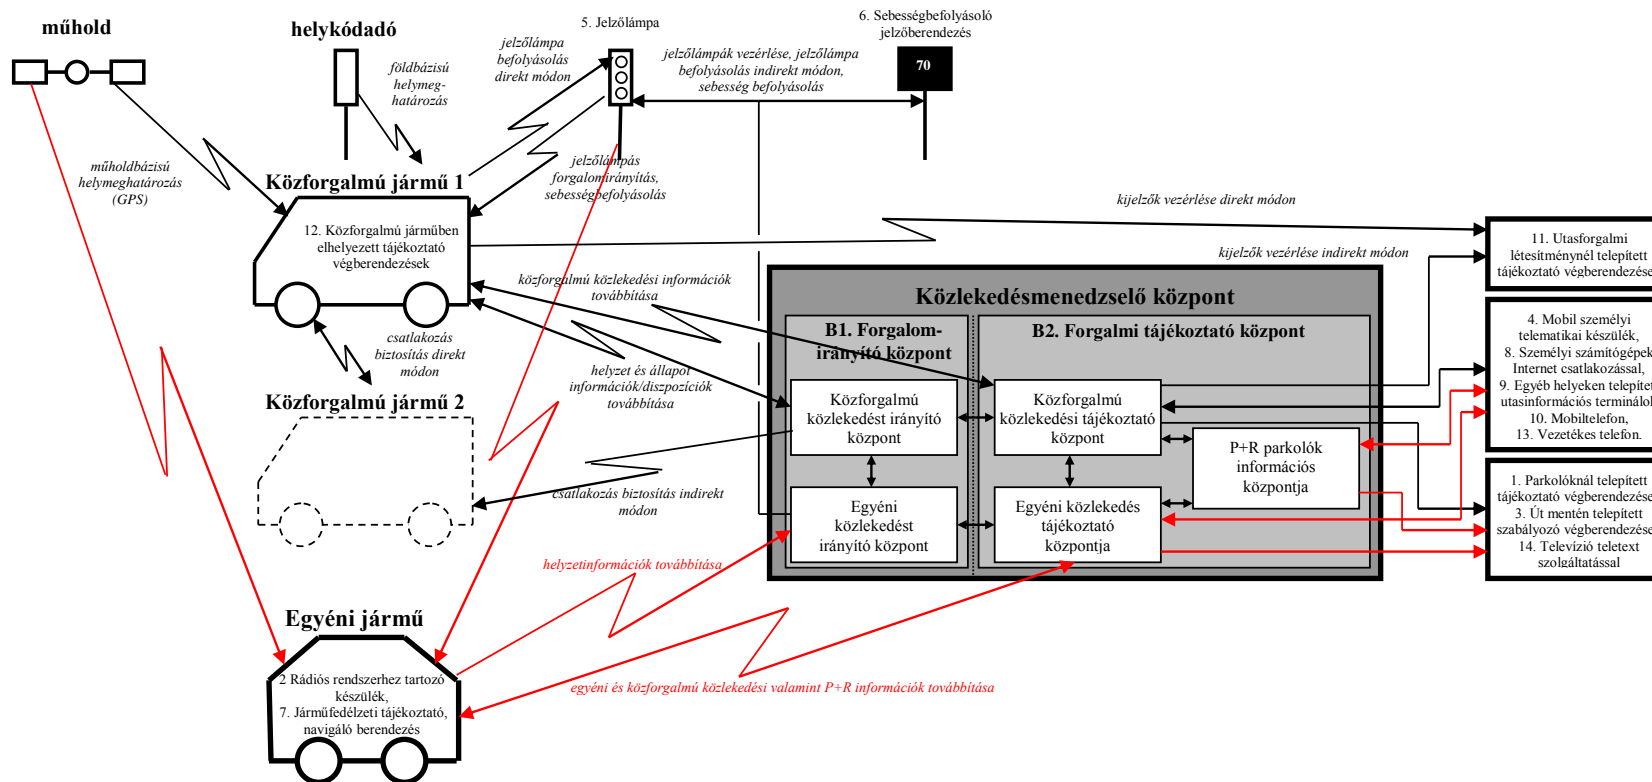 műhold
helykódadó
5. Jelzőlámpa
6. Sebességbefolyásoló
jelzőberendezés
70
földbázisú
helymeg-
határozás
jelzőlámpa
befolyásolás
direkt módon
jelzőlámpák vezérlése, jelzőlámpa
befolyásolás indirekt módon,
sebesség befolyásolás
műholdbázisú
helymeghatározás
(GPS)
jelzőlámpás
forgalomirányítás,
sebességbefolyásolás
Közforgalmú jármű 1
12. Közforgalmú járműben
elhelyezett tájékoztató
végberendezések
kijelzők vezérlése direkt módon
kijelzők vezérlése indirekt módon
11. Utasforgalmi
létesítménynél telepített
tájékoztató végberendezése
közforgalmú közlekedési információk
továbbítása
csatlakozás
biztosítás direkt
módon
helyzet és állapot
információk/diszpozíciók
továbbítása
Közlekedésmenedzselő központ
B1. Forgalom-
irányító központ
B2. Forgalmi tájékoztató központ
Közforgalmú
közlekedést irányító
központ
Közforgalmú
közlekedési tájékoztató
központ
P+R parkolók
információs
központja
Egyéni
közlekedést
irányító központ
Egyéni közlekedés
tájékoztató
központja
4. Mobil személyi
telematikai készülék,
8. Személyi számítógépek
Internet csatlakozással,
9. Egyéb helyeken telepített
utasinformációs terminálok
10. Mobiltelefon,
13. Vezetékes telefon.
1. Parkolóknál telepített
tájékoztató végberendezése
3. Út mentén telepített
szabályozó végberendezése
14. Televízió teletext
szolgáltatással
Közforgalmú jármű 2
csatlakozás biztosítás indirekt
módon
helyzetinformációk továbbítása
Egyéni jármű
2 Rádiós rendszerhez tartozó
készülék,
7. Járműfedélzeti tájékoztató,
navigáló berendezés
egyéni és közforgalmú közlekedési valamint P+R információk továbbítása